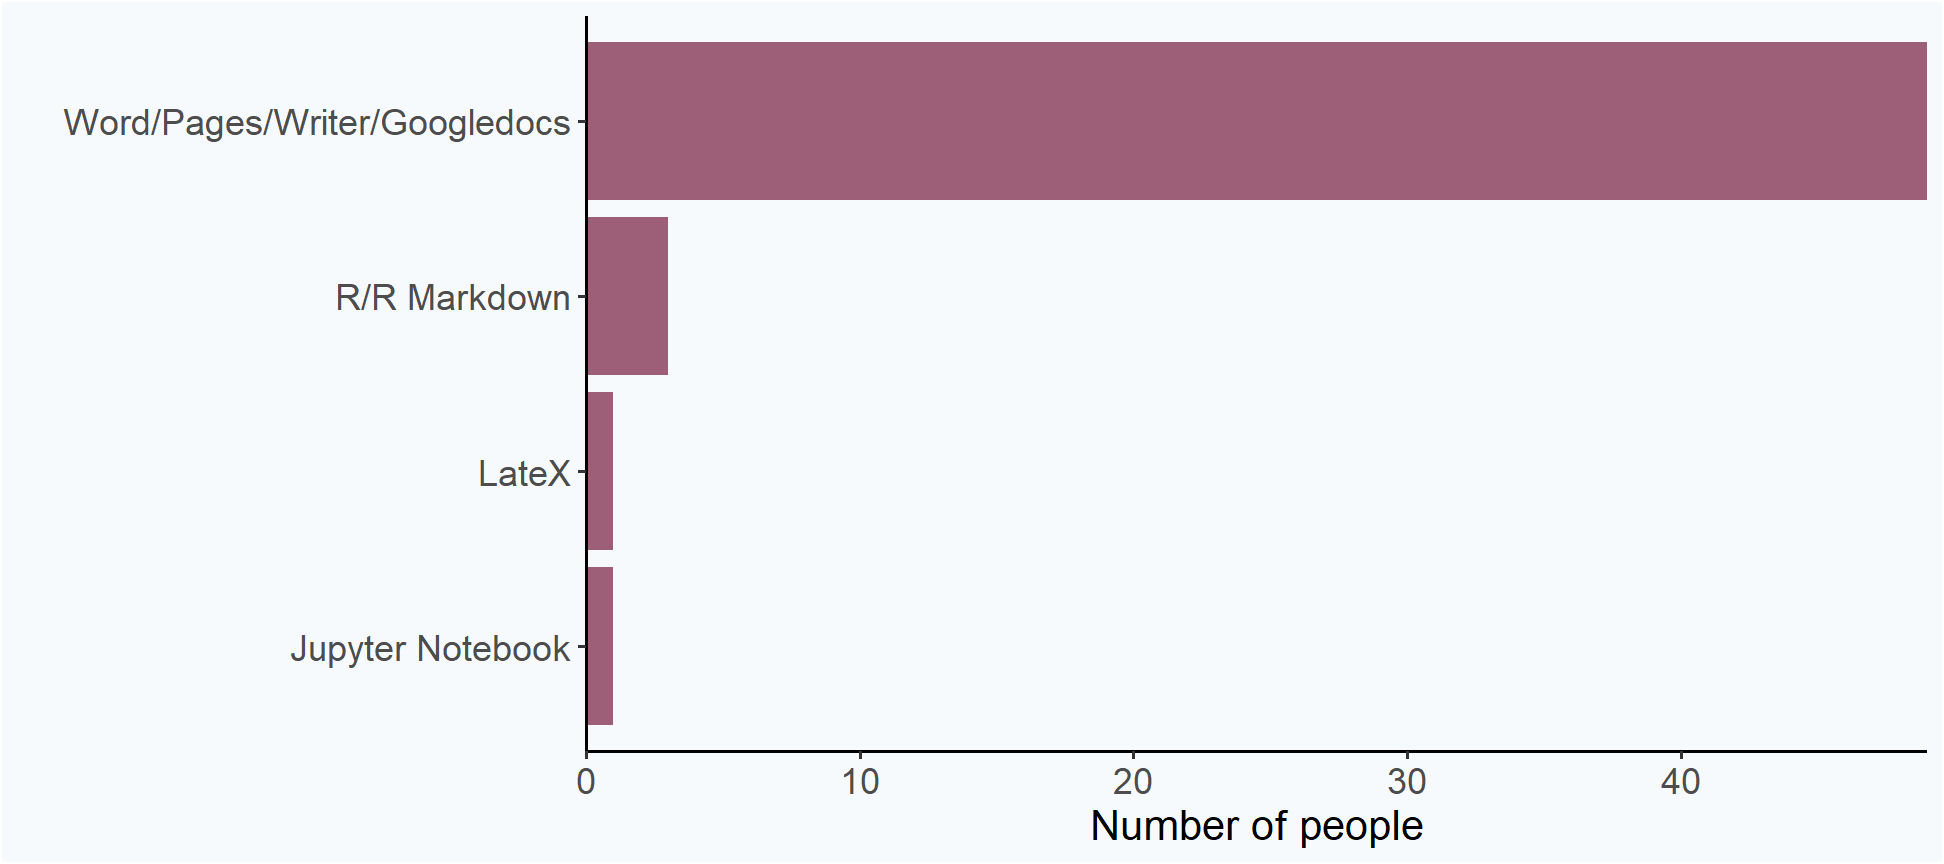 Word/Pages/Writer/Googledocs
R/R Markdown
LateX
Jupyter Notebook
0 10 20 30 40
Number of people